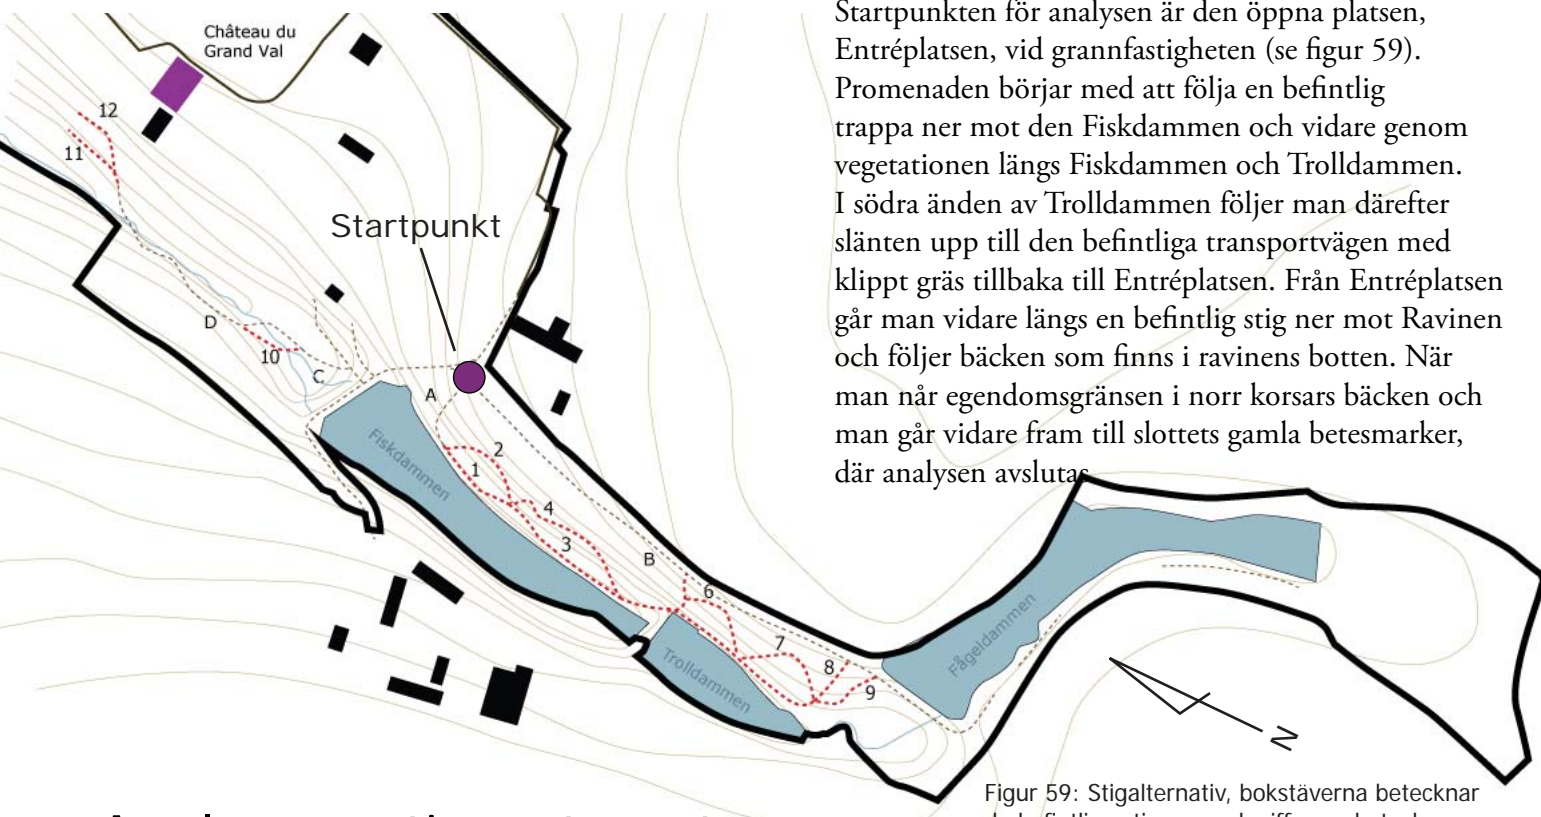 Startpunkten för analysen är den öppna platsen,
Entréplatsen, vid grannfastigheten (se figur 59).
Promenaden börjar med att följa en befintlig
trappa ner mot den Fiskdammen och vidare genom
vegetationen längs Fiskdammen och Trolldammen.
I södra änden av Trolldammen följer man därefter
slänten upp till den befintliga transportvägen med
klippt gräs tillbaka till Entréplatsen. Från Entréplatsen
går man vidare längs en befintlig stig ner mot Ravinen
och följer bäcken som finns i ravinens botten. När
man når egendomsgränsen i norr korsars bäcken och
man går vidare fram till slottets gamla betesmarker,
där analysen avslutas
Château du
Grand Val
12
11
Startpunkt
D
10
C
A
2
1
4
3
B
6
7
8
9
Fiskdammen
Trolldammen
Fågeldammen
N
Figur 59: Stigalternativ, bokstäverna betecknar